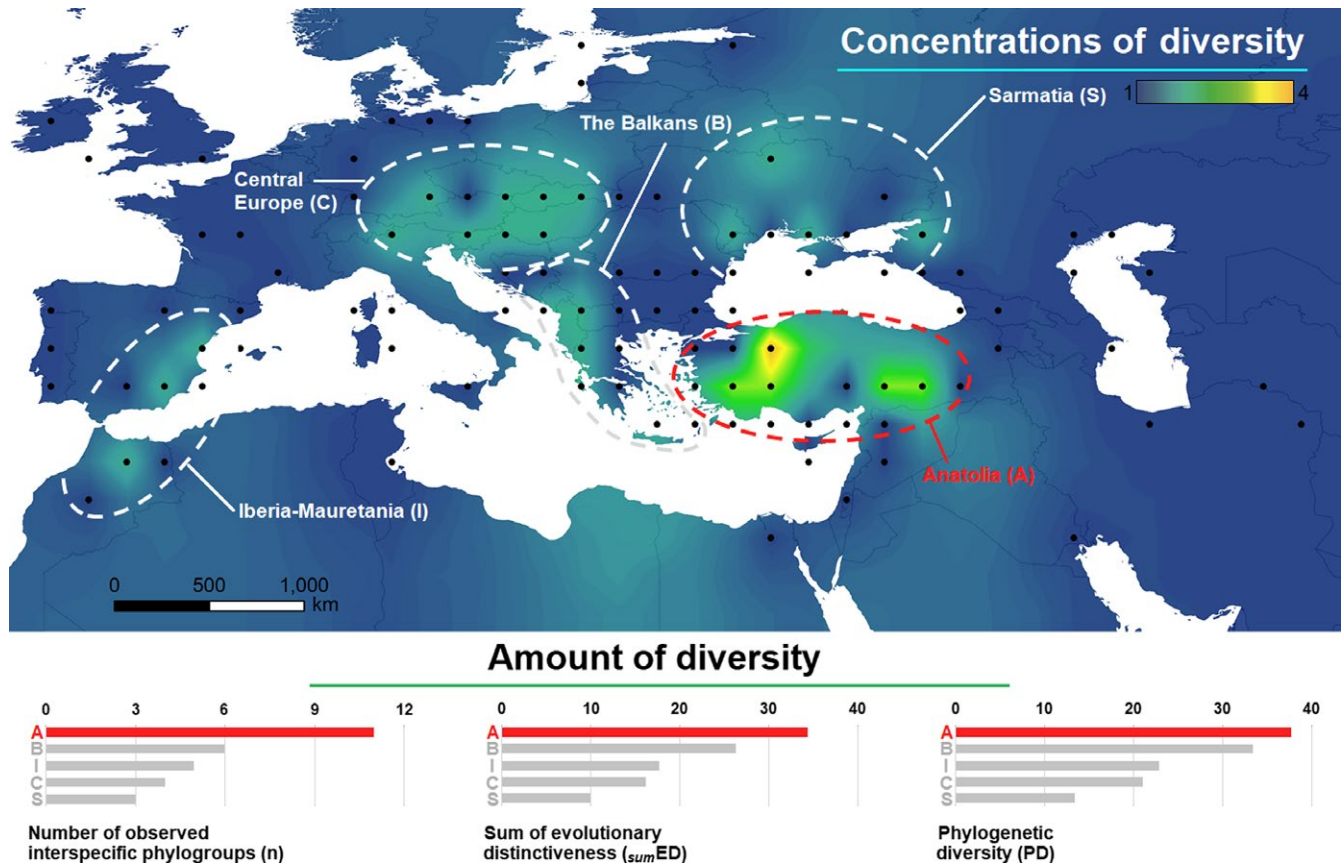 Concentrations of diversity
1 4
Sarmatia (S)
The Balkans (B)
Central
Europe (C)
Anatolia (A)
Iberia-Mauretania (I)
0 500 1,000
km
Amount of diversity
0 3 6 9 12
A
B
I
C
S
Number of observed
interspecific phylogroups (n)
0 10 20 30 40
A
B
I
C
S
Sum of evolutionary
distinctiveness (sumED)
0 10 20 30 40
A
B
I
C
S
Phylogenetic
diversity (PD)